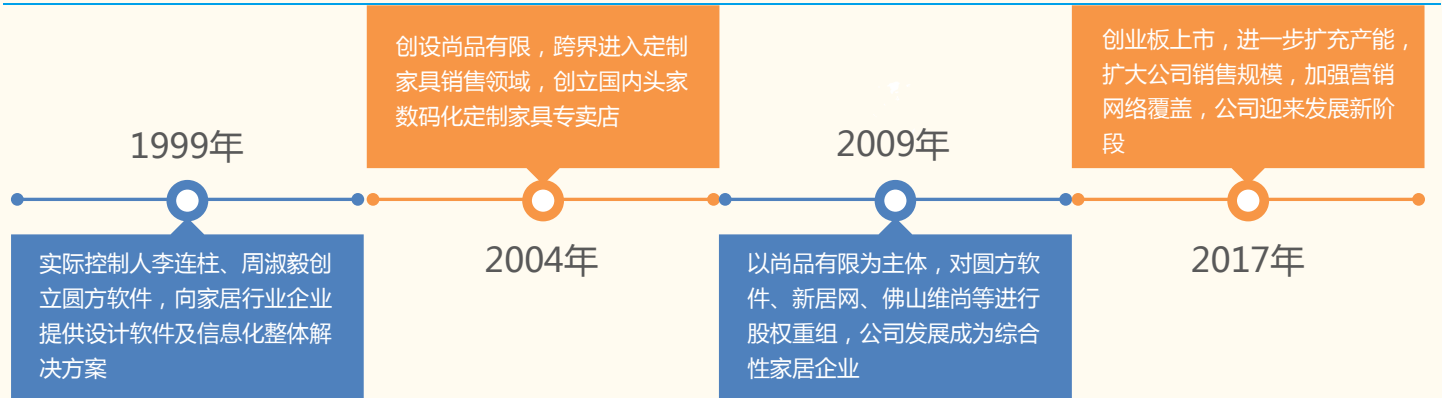 1999年
实际控制人李连柱、周淑毅创
立圆方软件，向家居行业企业
提供设计软件及信息化整体解
决方案
创设尚品有限，跨界进入定制
家具销售领域，创立国内头家
数码化定制家具专卖店
2004年
2009年
以尚品有限为主体，对圆方软
件、新居网、佛山维尚等进行
股权重组，公司发展成为综合
性家居企业
创业板上市，进一步扩充产能，
扩大公司销售规模，加强营销
网络覆盖，公司迎来发展新阶
段
2017年